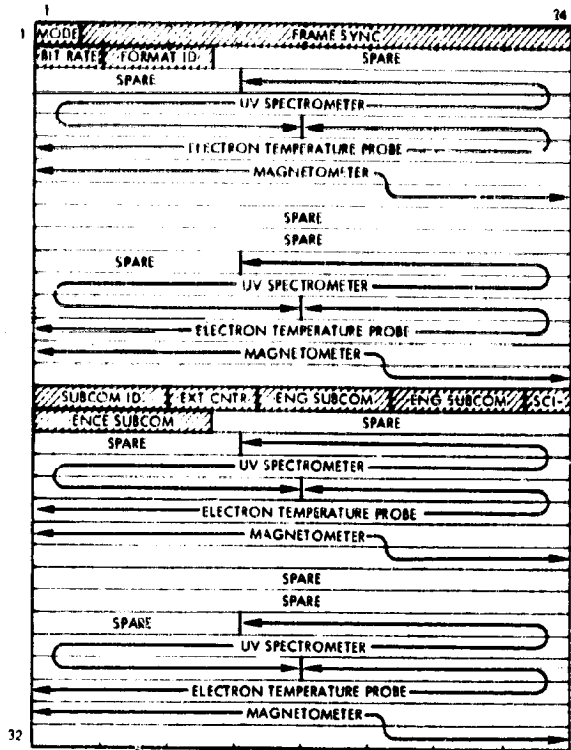 1 24
1 MODE FRAME SYNC
BIT RATE FORMAT ID SPARE
SPARE
UV SPECTROMETER
ELECTRON TEMPERATURE PROBE
MAGNETOMETER
SPARE
SPARE
SPARE
UV SPECTROMETER
ELECTRON TEMPERATURE PROBE
MAGNETOMETER
SUBCOM ID EXT CNTR ENG SUBCOM ENG SUBCOM SCI-
ENCE SUBCOM SPARE
SPARE
UV SPECTROMETER
ELECTRON TEMPERATURE PROBE
MAGNETOMETER
SPARE
SPARE
SPARE
UV SPECTROMETER
ELECTRON TEMPERATURE PROBE
MAGNETOMETER
32